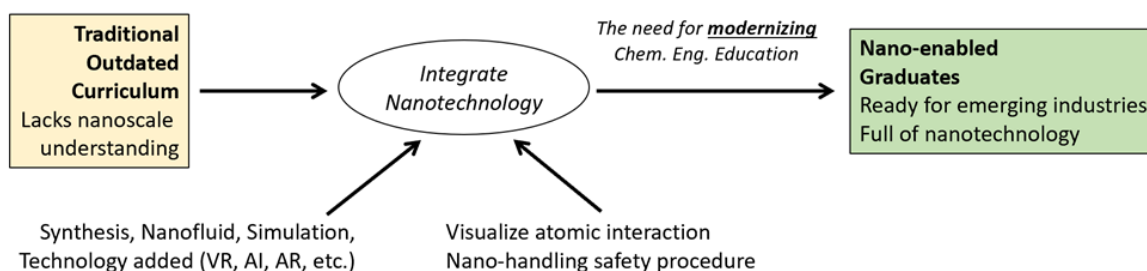 Traditional
Outdated
Curriculum
Lacks nanoscale
understanding
Integrate
Nanotechnology
The need for modernizing
Chem. Eng. Education
Nano-enabled
Graduates
Ready for emerging industries
Full of nanotechnology
Synthesis, Nanofluid, Simulation,
Technology added (VR, AI, AR, etc.)
Visualize atomic interaction
Nano-handling safety procedure